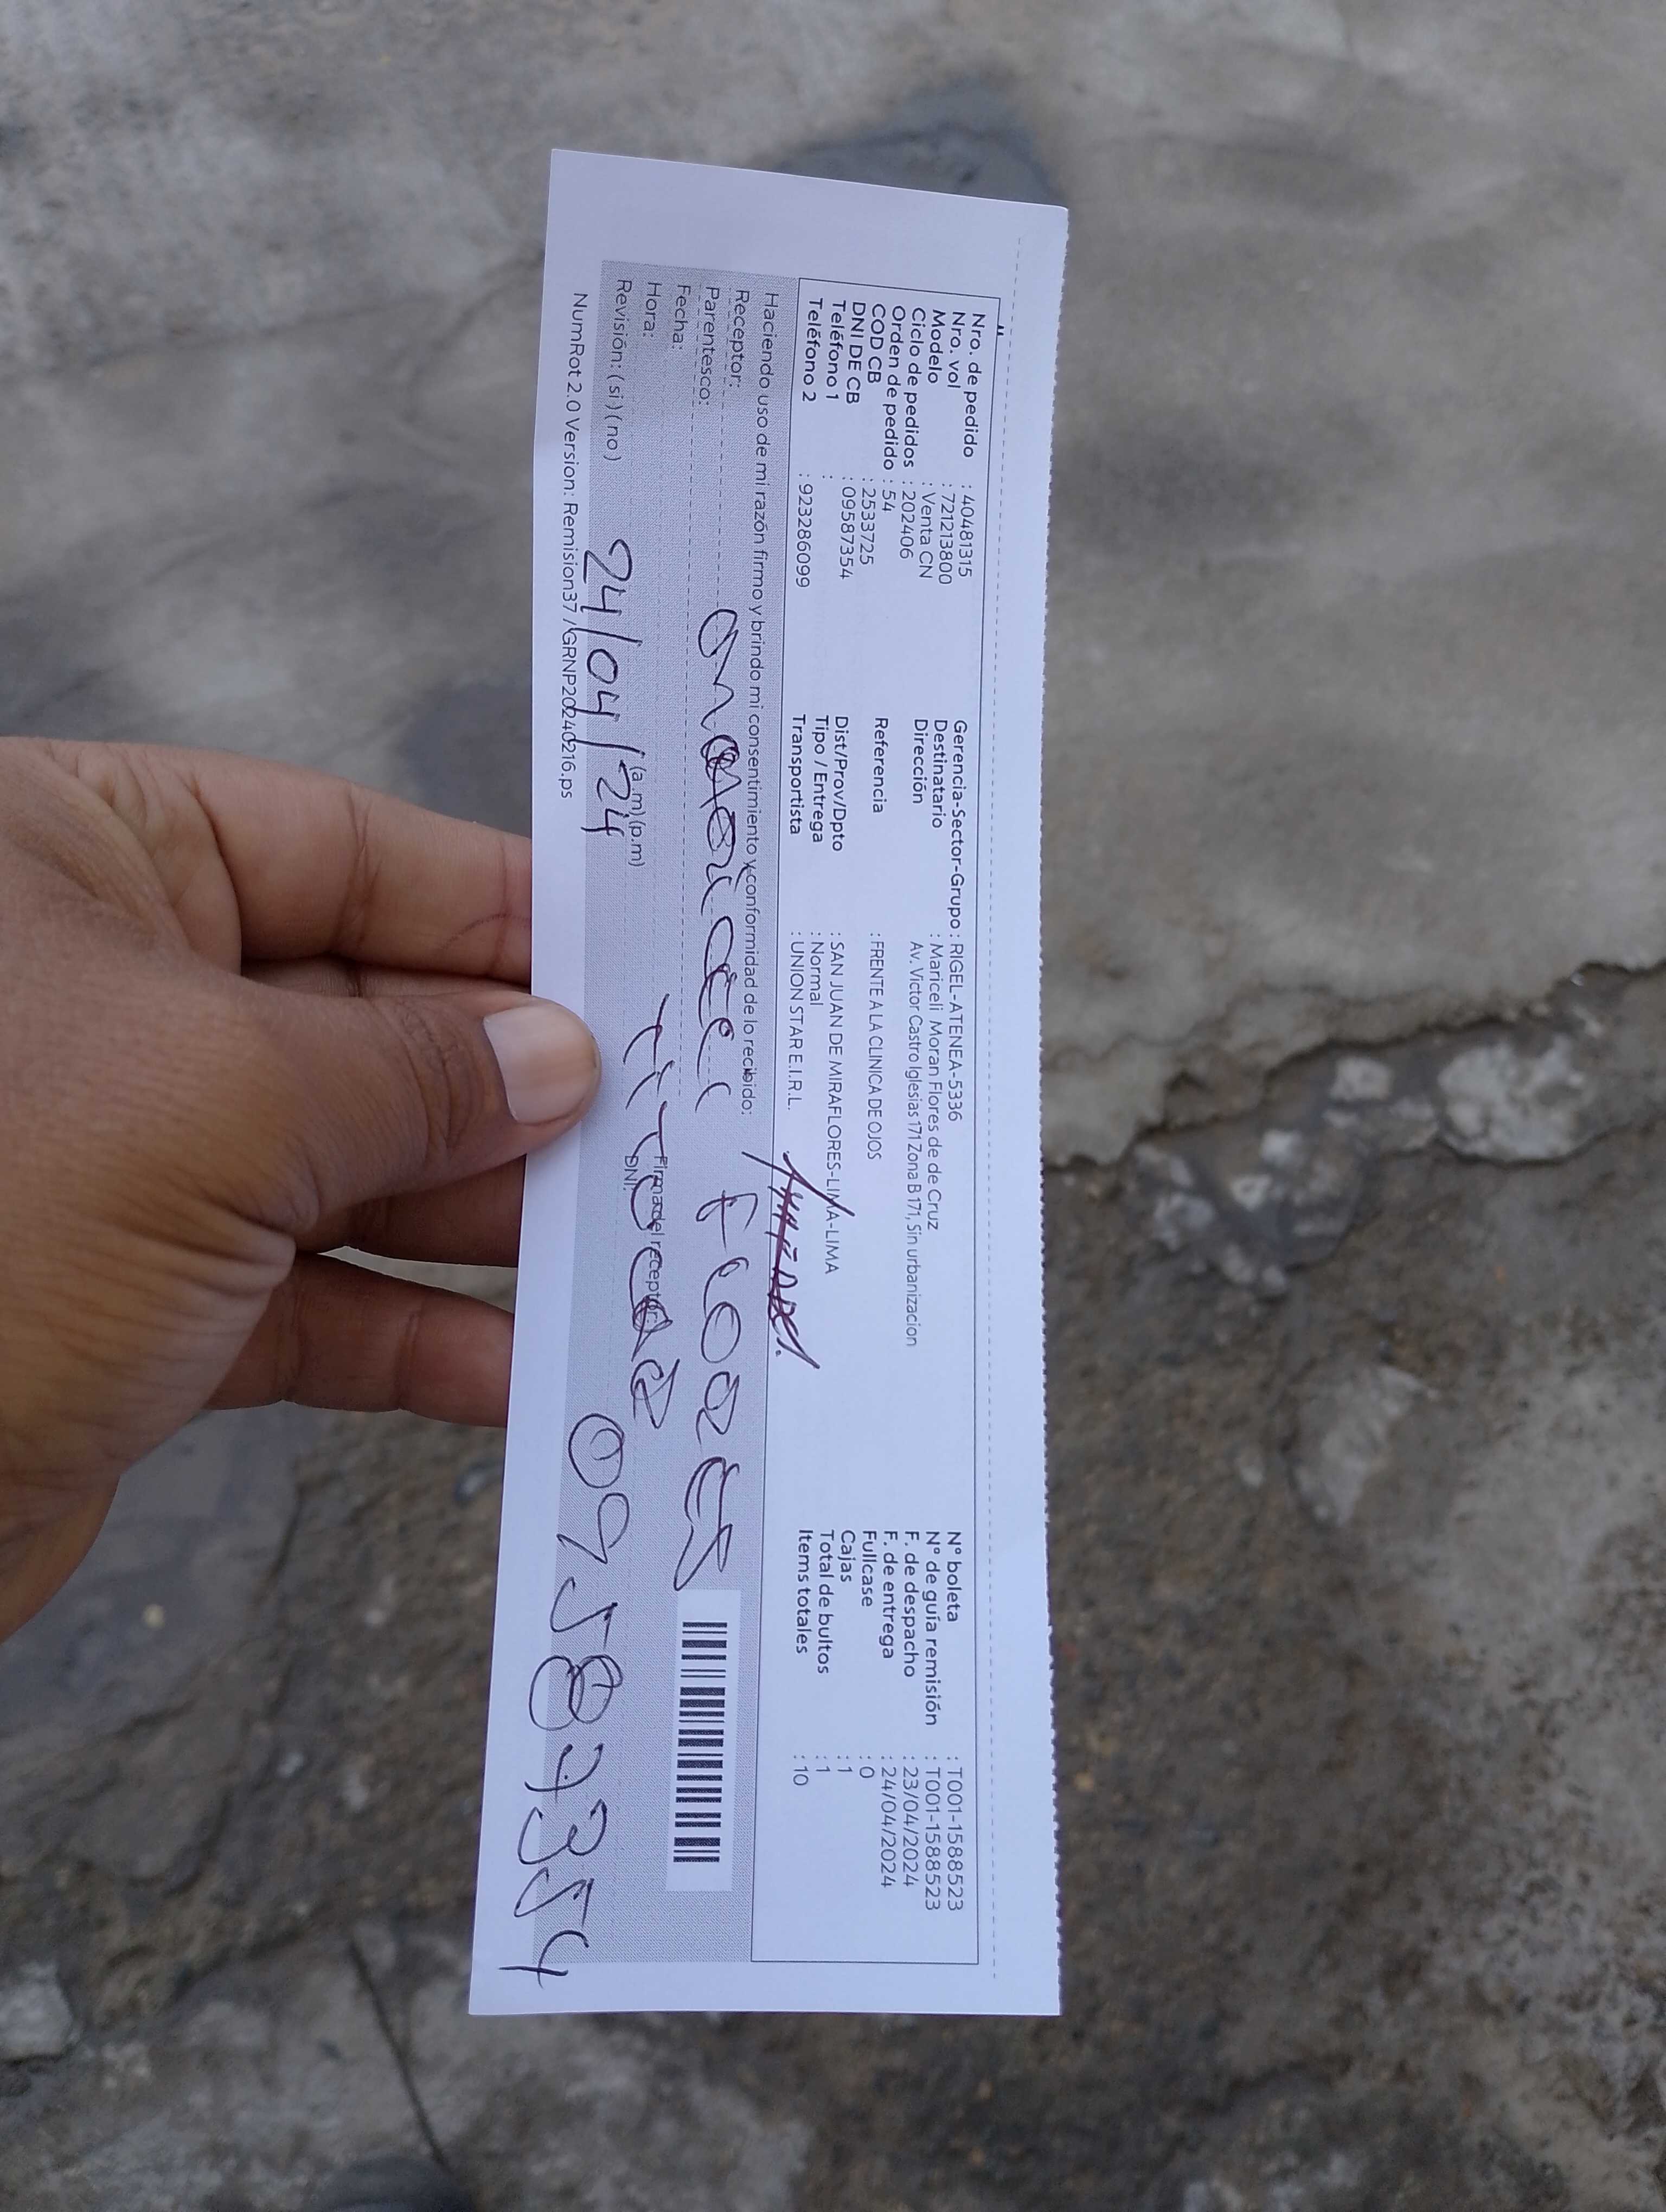 Nro. de pedido : 40481315
Nro. vol : 721213800
Modelo : Venta CN
Ciclo de pedidos : 202406
Orden de pedido : 54
COD CB : 2533725
DNI DE CB : 09587354
Teléfono 1 :
Teléfono 2 : 923286099
Gerencia-Sector-Grupo : RIGEL-ATENEA-5336
Destinatario : Mariceli Moran Flores de de Cruz
Dirección Av. Victor Castro Iglesias 171 Zona B 171, Sin urbanizacion
Referencia : FRENTE A LA CLINICA DE OJOS
Dist/Prov/Dpto : SAN JUAN DE MIRAFLORES-LIMA-LIMA
Tipo / Entrega : Normal
Transportista : UNION STAR E.I.R.L.
N° boleta : T001-1588523
N° de guía remisión : T001-1588523
F. de despacho : 23/04/2024
F. de entrega : 24/04/2024
Fullcase : 0
Cajas : 1
Total de bultos : 1
Items totales : 10
Haciendo uso de mi razón firmo y brindo mi consentimiento y conformidad de lo recibido:
Receptor:
Parentesco:
Flores
Fecha:
Hora: (a.m) (p.m)
Firma del receptor
DNI:
Titular
Revisión: ( si ) ( no )
24/04/24
09587354
NumRot 2.0 Version: Remision37 /GRNP20240216.ps